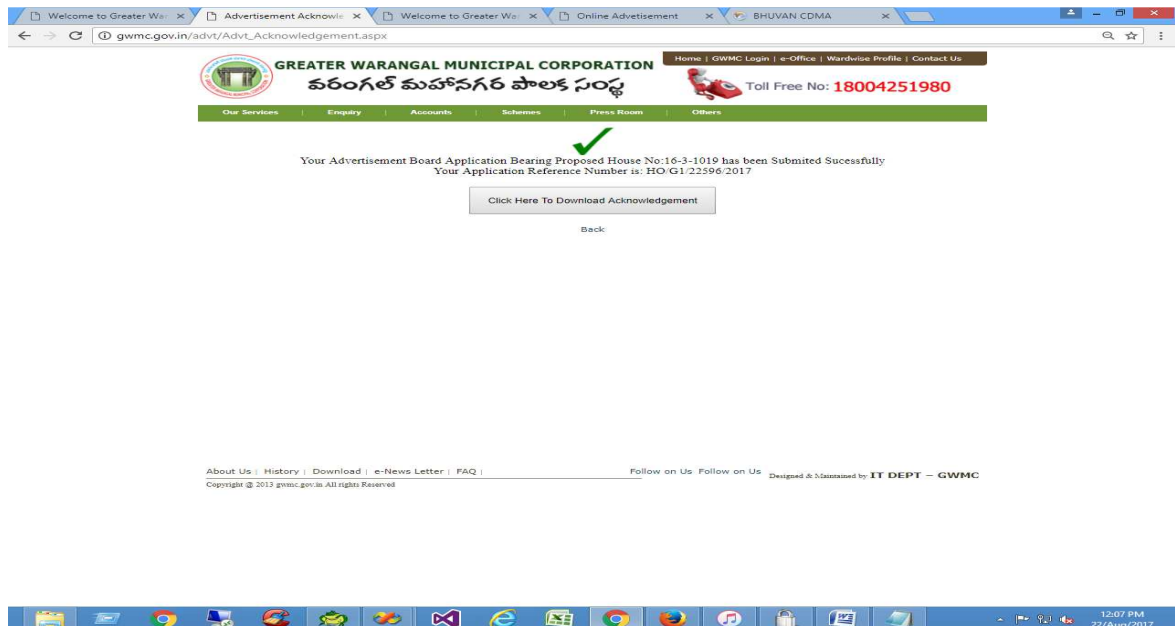 Welcome to Greater War
Advertisement Acknowle
Welcome to Greater War
Online Advetisement
BHUVAN CDMA
gwmc.gov.in/advt/Advt_Acknowledgement.aspx
Home | GWMC Login | e-Office | Wardwise Profile | Contact Us
GREATER WARANGAL MUNICIPAL CORPORATION
వరంగల్ మహానగర పాలక సంస్థ
Toll Free No: 18004251980
Our Services | Enquiry | Accounts | Schemes | Press Room | Others
Your Advertisement Board Application Bearing Proposed House No:16-3-1019 has been Submited Sucessfully
Your Application Reference Number is: HO/G1/22596/2017
Click Here To Download Acknowledgement
Back
About Us | History | Download | e-News Letter | FAQ |
Follow on Us Follow on Us
Designed & Maintained by IT DEPT – GWMC
Copyright @ 2013 gwmc.gov.in All rights Reserved
12:07 PM
22/Aug/2017